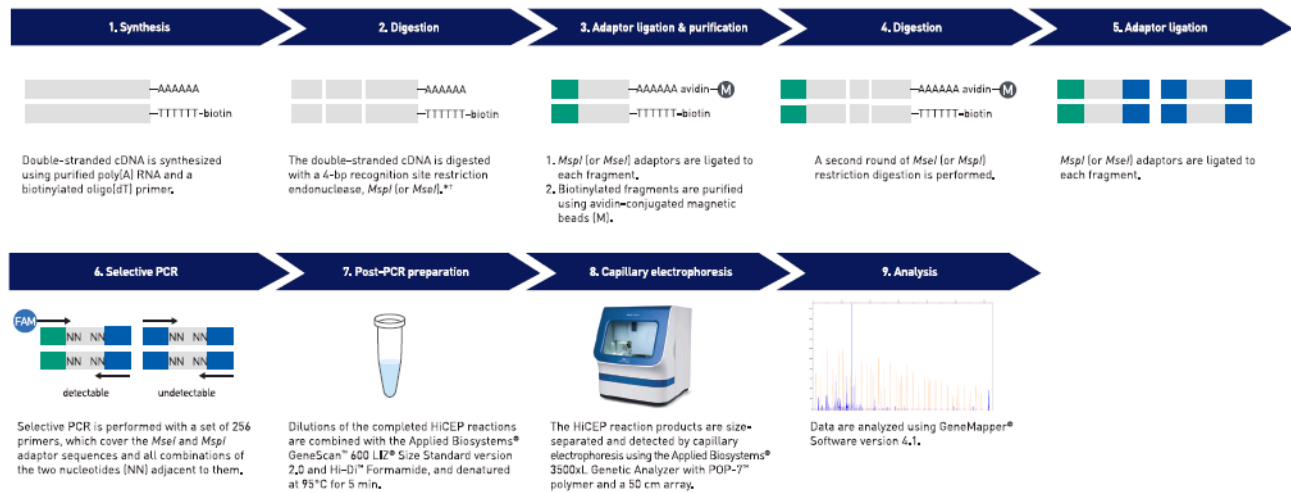 1. Synthesis
2. Digestion
3. Adaptor ligation & purification
4. Digestion
5. Adaptor ligation
AAAAAA
TTTTTT-biotin
AAAAAA
TTTTTT-biotin
AAAAAA avidin
M
TTTTTT-biotin
AAAAAA avidin
M
TTTTTT-biotin
Double-stranded cDNA is synthesized
using purified poly(A) RNA and a
biotinylated oligo(dT) primer.
The double-stranded cDNA is digested
with a 4-bp recognition site restriction
endonuclease, MspI (or MseI).*†
1. MspI (or MseI) adaptors are ligated to
each fragment.
2. Biotinylated fragments are purified
using avidin-conjugated magnetic
beads (M).
A second round of MseI (or MspI)
restriction digestion is performed.
MspI (or MseI) adaptors are ligated to
each fragment.
6. Selective PCR
7. Post-PCR preparation
8. Capillary electrophoresis
9. Analysis
FAM
NN NN
NN NN
NN NN
NN NN
detectable
undetectable
Selective PCR is performed with a set of 256
primers, which cover the MseI and MspI
adaptor sequences and all combinations of
the two nucleotides (NN) adjacent to them.
Dilutions of the completed HiCEP reactions
are combined with the Applied Biosystems®
GeneScan™ 600 LIZ® Size Standard version
2.0 and Hi-Di™ Formamide, and denatured
at 95°C for 5 min.
The HiCEP reaction products are size-
separated and detected by capillary
electrophoresis using the Applied Biosystems®
3500xL Genetic Analyzer with POP-7™
polymer and a 50 cm array.
Data are analyzed using GeneMapper®
Software version 4.1.